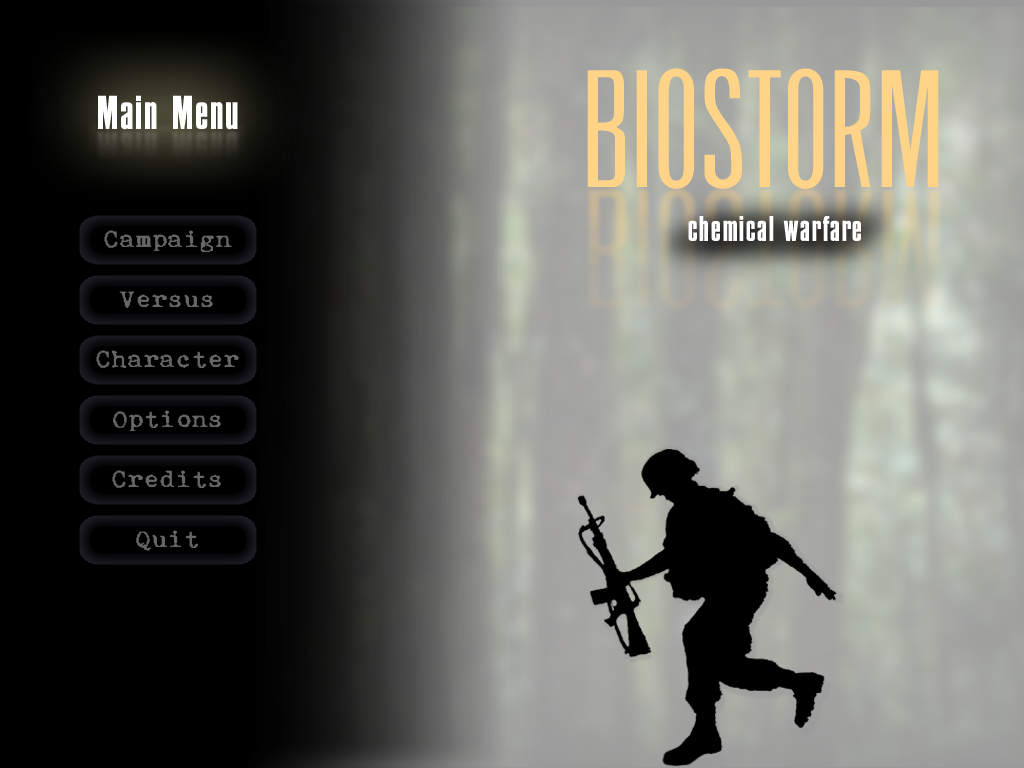 Main Menu
Campaign
Versus
Character
Options
Credits
Quit
BIOSTORM
chemical warfare